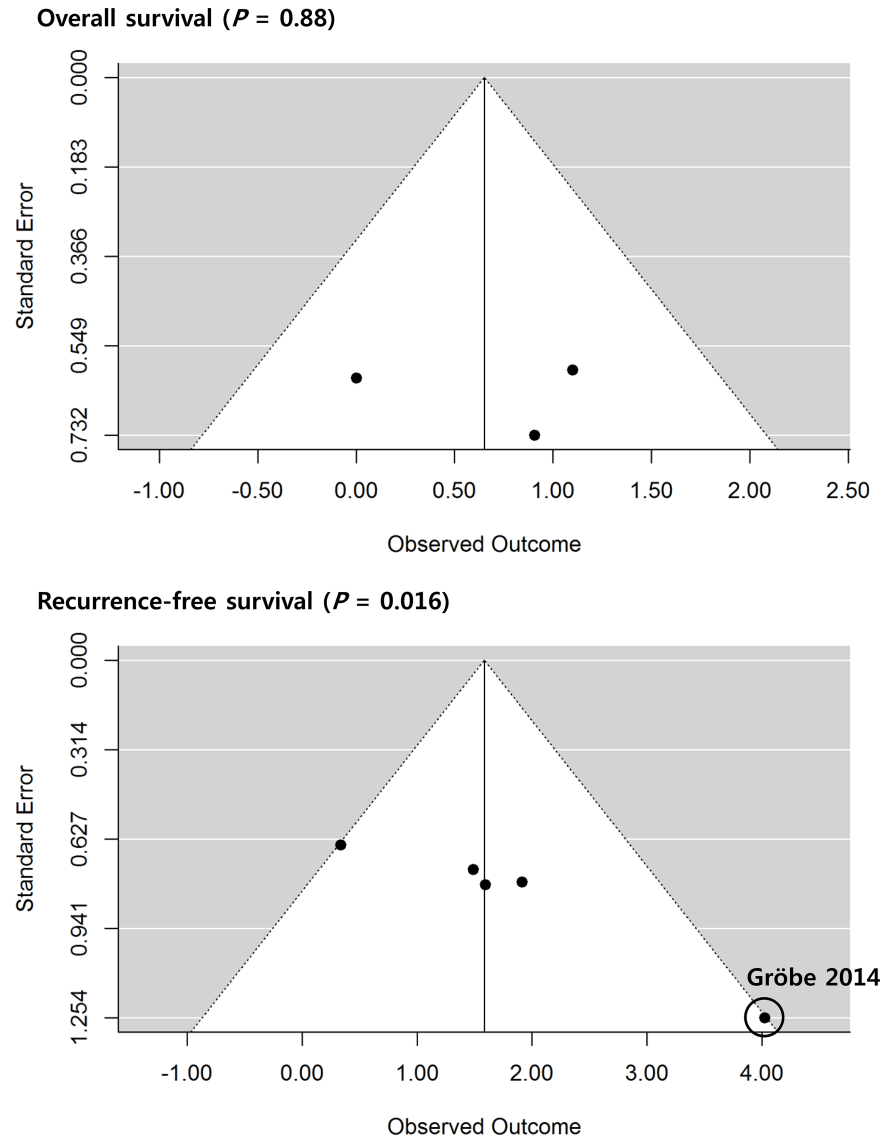 Overall survival (P = 0.88)
Standard Error
0.000
0.183
0.366
0.549
0.732
-1.00 -0.50 0.00 0.50 1.00 1.50 2.00 2.50
Observed Outcome
Recurrence-free survival (P = 0.016)
Standard Error
0.000
0.314
0.627
0.941
1.254
Gröbe 2014
-1.00 0.00 1.00 2.00 3.00 4.00
Observed Outcome